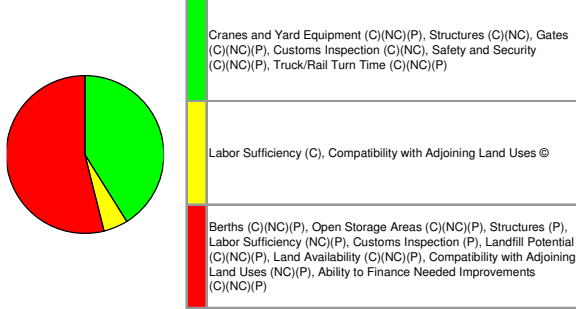 Cranes and Yard Equipment (C)(NC)(P), Structures (C)(NC), Gates
(C)(NC)(P), Customs Inspection (C)(NC), Safety and Security
(C)(NC)(P), Truck/Rail Turn Time (C)(NC)(P)
Labor Sufficiency (C), Compatibility with Adjoining Land Uses ©
Berths (C)(NC)(P), Open Storage Areas (C)(NC)(P), Structures (P),
Labor Sufficiency (NC)(P), Customs Inspection (P), Landfill Potential
(C)(NC)(P), Land Availability (C)(NC)(P), Compatibility with Adjoining
Land Uses (NC)(P), Ability to Finance Needed Improvements
(C)(NC)(P)